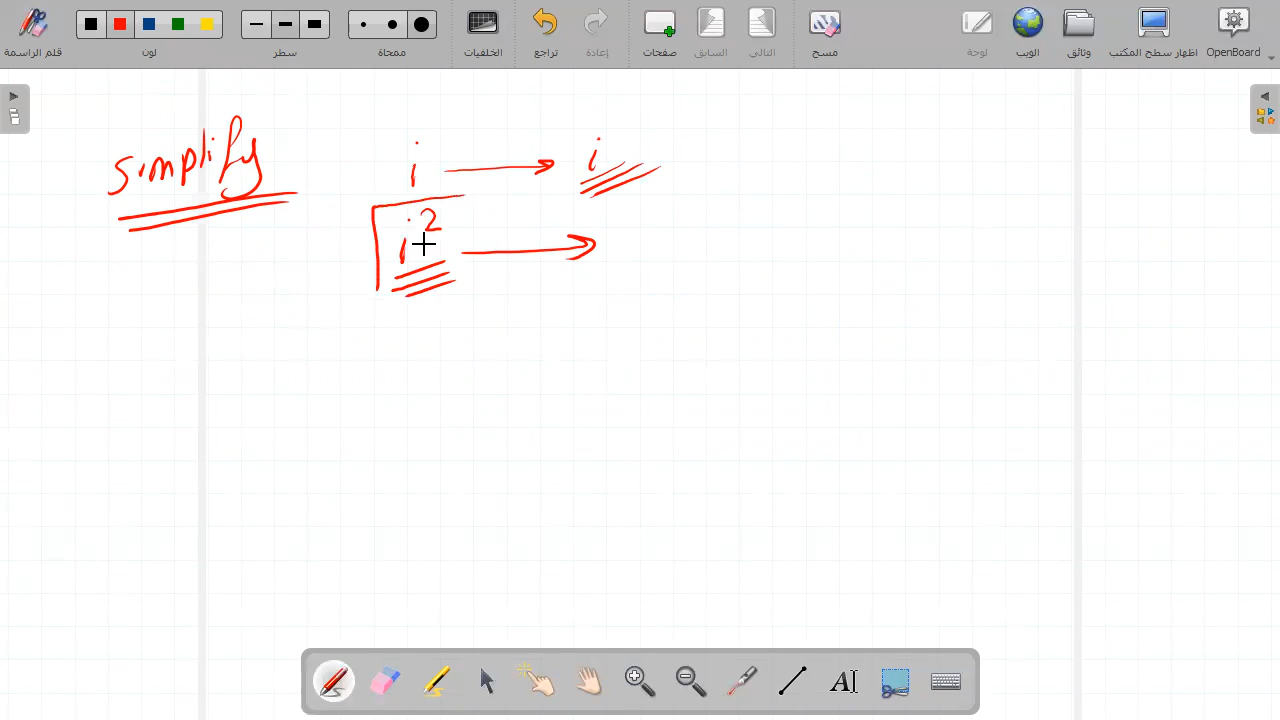 قلم الراسمة
لون
سطر
ممحاة
الخلفيات
تراجع
إعادة
صفحات
السابق
التالي
مسح
لوحة
الويب
وثائق
اظهار سطح المكتب
OpenBoard
simplify
i → i
i² →
A